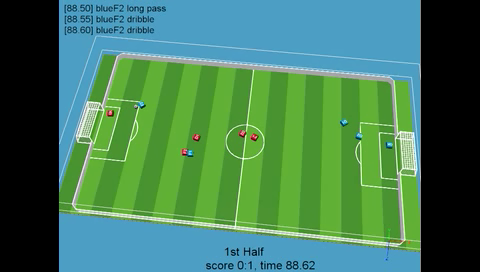 [88.50] blueF2 long pass
[88.55] blueF2 dribble
[88.60] blueF2 dribble
1st Half
score 0:1, time 88.62